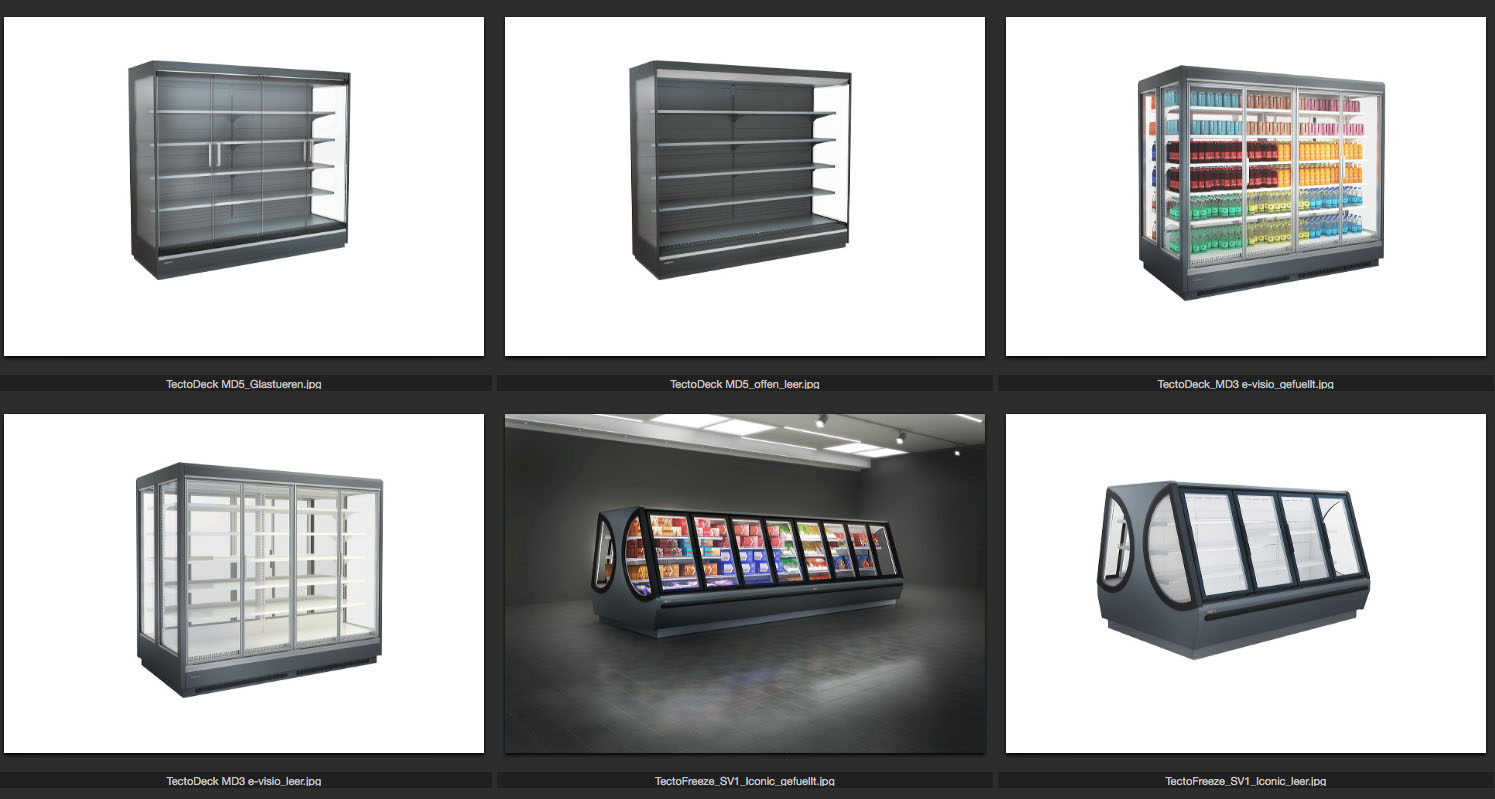 TectoDeck MD5_Glastueren.jpg
TectoDeck MD5_offen_leer.jpg
TectoDeck_MD3 e-visio_gefuellt.jpg
TectoDeck MD3 e-visio_leer.jpg
TectoFreeze_SV1_Iconic_gefuellt.jpg
TectoFreeze_SV1_Iconic_leer.jpg